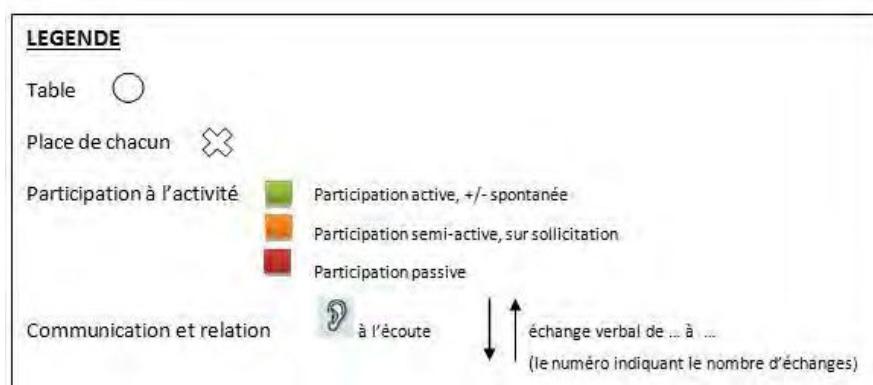 LEGENDE
Table
Place de chacun
Participation à l'activité
Participation active, +/- spontanée
Participation semi-active, sur sollicitation
Participation passive
Communication et relation
à l'écoute
échange verbal de ... à ...
(le numéro indiquant le nombre d'échanges)